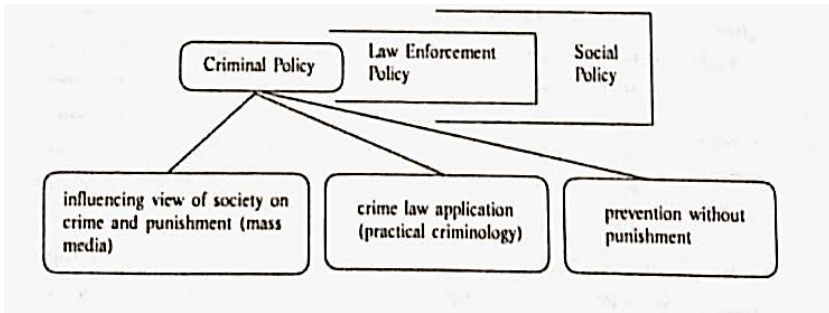 Criminal Policy
Law Enforcement
Policy
Social
Policy
influencing view of society on
crime and punishment (mass
media)
crime law application
(practical criminology)
prevention without
punishment